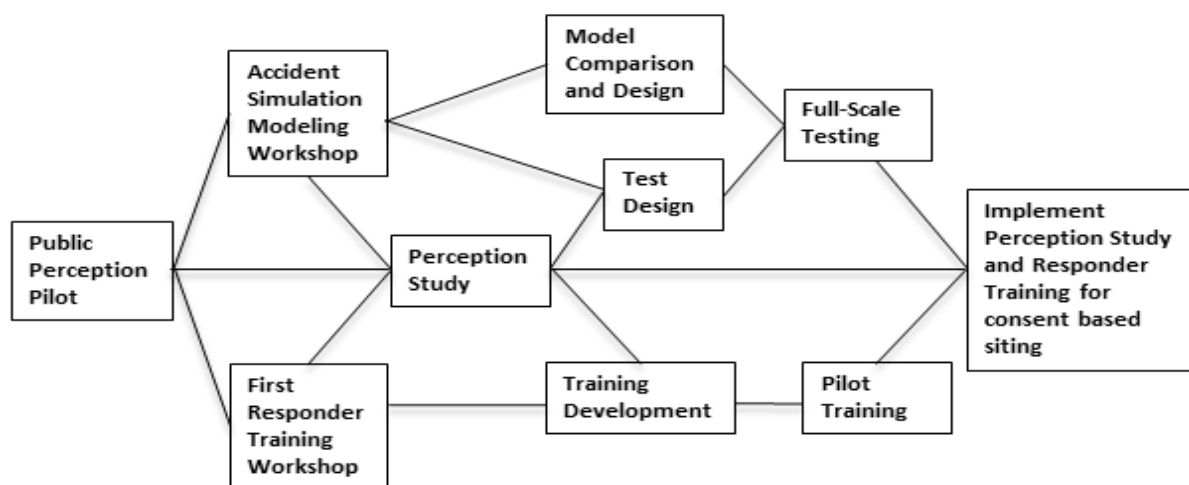 Public
Perception
Pilot
Accident
Simulation
Modeling
Workshop
First
Responder
Training
Workshop
Perception
Study
Model
Comparison
and Design
Test
Design
Training
Development
Full-Scale
Testing
Pilot
Training
Implement
Perception Study
and Responder
Training for
consent based
siting